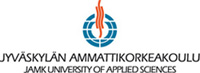 JYVÄSKYLÄN AMMATTIKORKEAKOULU
JAMK UNIVERSITY OF APPLIED SCIENCES